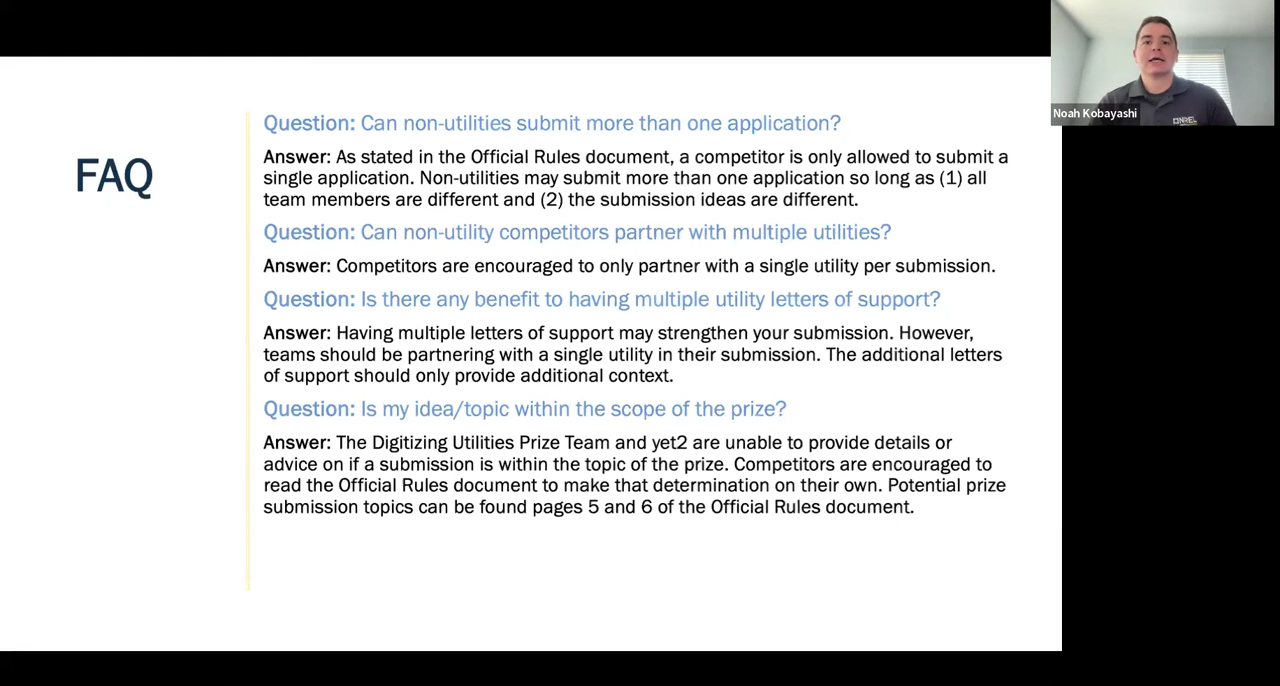 FAQ
Question: Can non-utilities submit more than one application?
Answer: As stated in the Official Rules document, a competitor is only allowed to submit a
single application. Non-utilities may submit more than one application so long as (1) all
team members are different and (2) the submission ideas are different.
Question: Can non-utility competitors partner with multiple utilities?
Answer: Competitors are encouraged to only partner with a single utility per submission.
Question: Is there any benefit to having multiple utility letters of support?
Answer: Having multiple letters of support may strengthen your submission. However,
teams should be partnering with a single utility in their submission. The additional letters
of support should only provide additional context.
Question: Is my idea/topic within the scope of the prize?
Answer: The Digitizing Utilities Prize Team and yet2 are unable to provide details or
advice on if a submission is within the topic of the prize. Competitors are encouraged to
read the Official Rules document to make that determination on their own. Potential prize
submission topics can be found pages 5 and 6 of the Official Rules document.
Noah Kobayashi
NREL